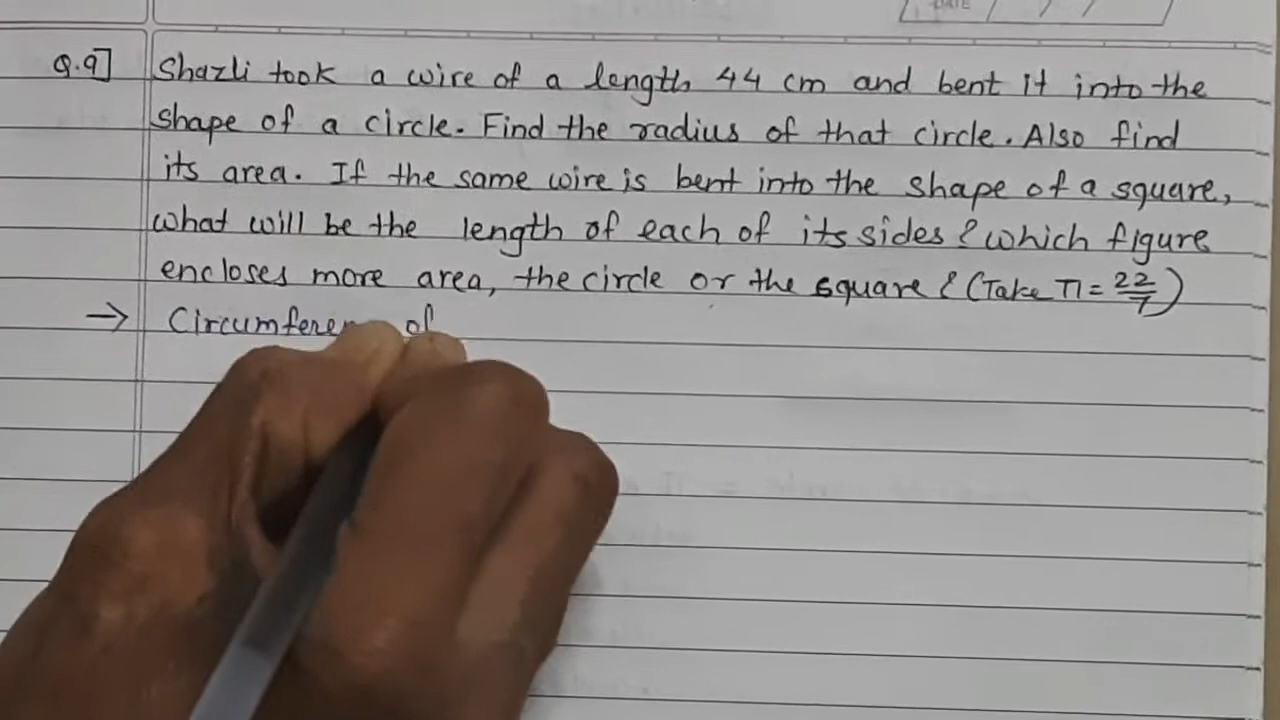 DATE
Q.9] Shazli took a wire of a length 44 cm and bent it into the
shape of a circle. Find the radius of that circle. Also find
its area. If the same wire is bent into the shape of a square,
what will be the length of each of its sides? which figure
encloses more area, the circle or the square? (Take π = 22/7)
→ Circumferen of